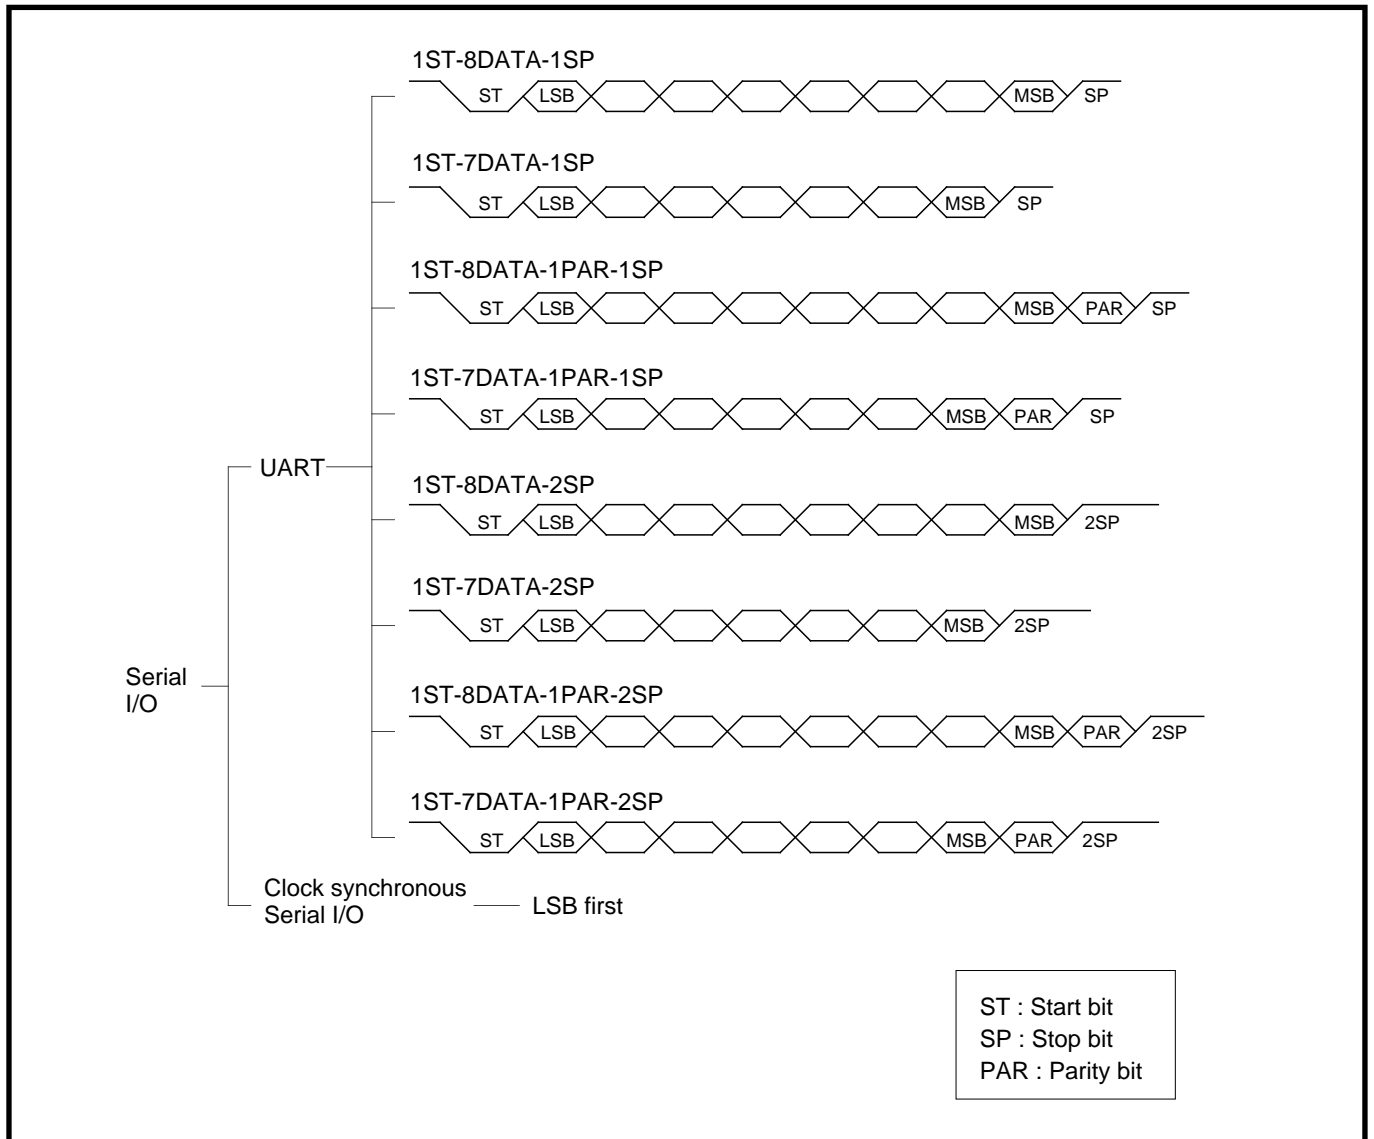 1ST-8DATA-1SP
ST LSB MSB SP
1ST-7DATA-1SP
ST LSB MSB SP
1ST-8DATA-1PAR-1SP
ST LSB MSB PAR SP
1ST-7DATA-1PAR-1SP
ST LSB MSB PAR SP
UART
1ST-8DATA-2SP
ST LSB MSB 2SP
1ST-7DATA-2SP
ST LSB MSB 2SP
Serial
I/O
1ST-8DATA-1PAR-2SP
ST LSB MSB PAR 2SP
1ST-7DATA-1PAR-2SP
ST LSB MSB PAR 2SP
Clock synchronous
Serial I/O
LSB first
ST : Start bit
SP : Stop bit
PAR : Parity bit